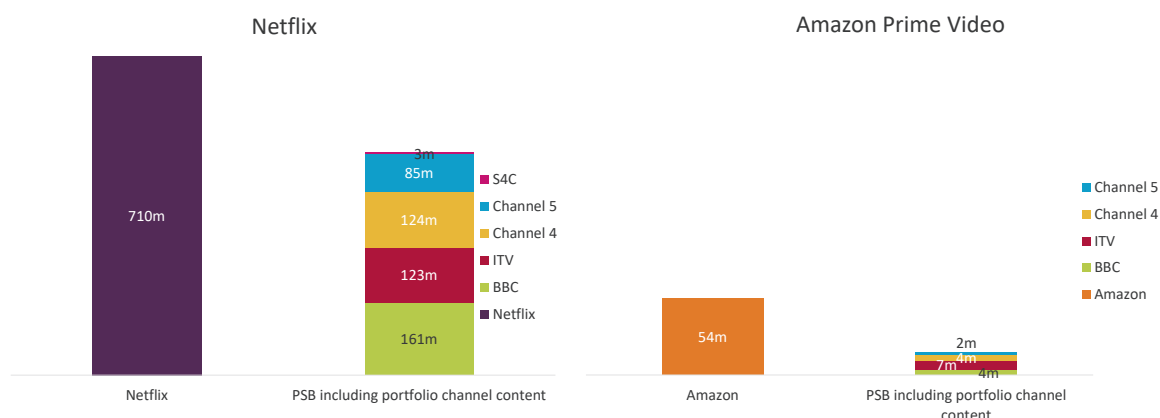 Netflix
710m
3m
85m
124m
123m
161m
S4C
Channel 5
Channel 4
ITV
BBC
Netflix
Netflix
PSB including portfolio channel content
Amazon Prime Video
54m
2m
4m
7m
4m
Channel 5
Channel 4
ITV
BBC
Amazon
Amazon
PSB including portfolio channel
content